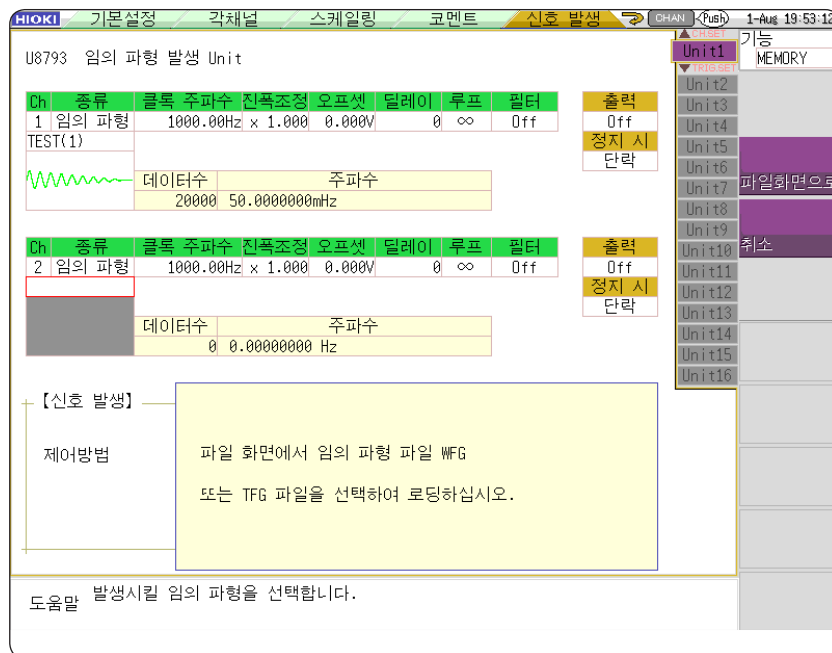 HIOKI 기본설정 각채널 스케일링 코멘트 신호 발생 CHAN Push 1-Aug 19:53:12
▲CH.SET
기능
Unit1
MEMORY
▼TRIG.SET
U8793 임의 파형 발생 Unit
Unit2
Unit3
Unit4
Unit5
Unit6
Unit7
Unit8
Unit9
Unit10
Unit11
Unit12
Unit13
Unit14
Unit15
Unit16
파일화면으로
취소
Ch 종류 클록 주파수 진폭조정 오프셋 딜레이 루프 필터 출력
1 임의 파형 1000.00Hz x 1.000 0.000V 0 ∞ Off Off
TEST(1) 정지 시
단락
데이터수 주파수
20000 50.0000000mHz
Ch 종류 클록 주파수 진폭조정 오프셋 딜레이 루프 필터 출력
2 임의 파형 1000.00Hz x 1.000 0.000V 0 ∞ Off Off
정지 시
단락
데이터수 주파수
0 0.00000000 Hz
【신호 발생】
제어방법
파일 화면에서 임의 파형 파일 WFG
또는 TFG 파일을 선택하여 로딩하십시오.
도움말 발생시킬 임의 파형을 선택합니다.